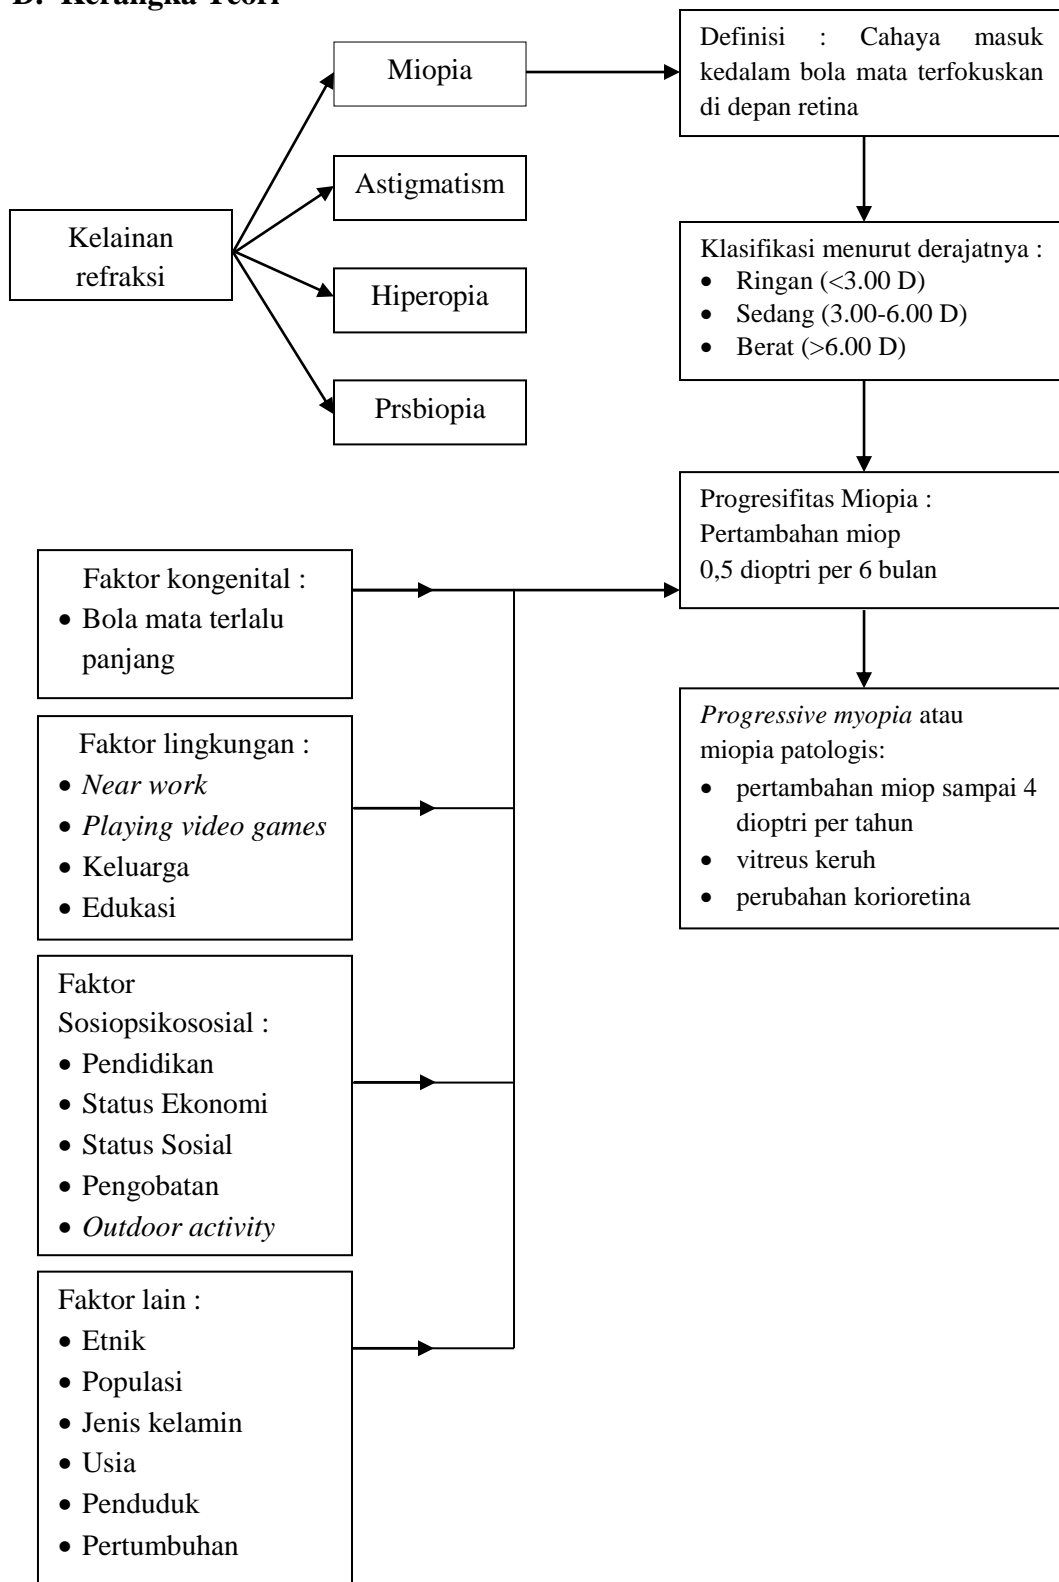 D. Kerangka Teori
Miopia
Definisi : Cahaya masuk
kedalam bola mata terfokuskan
di depan retina
Astigmatism
Kelainan
refraksi
Hiperopia
Prsbiopia
Klasifikasi menurut derajatnya :
• Ringan (<3.00 D)
• Sedang (3.00-6.00 D)
• Berat (>6.00 D)
Progresifitas Miopia :
Pertambahan miop
0,5 dioptri per 6 bulan
Progressive myopia atau
miopia patologis:
• pertambahan miop sampai 4
dioptri per tahun
• vitreus keruh
• perubahan korioretina
Faktor kongenital :
• Bola mata terlalu
panjang
Faktor lingkungan :
• Near work
• Playing video games
• Keluarga
• Edukasi
Faktor
Sosiopsikososial :
• Pendidikan
• Status Ekonomi
• Status Sosial
• Pengobatan
• Outdoor activity
Faktor lain :
• Etnik
• Populasi
• Jenis kelamin
• Usia
• Penduduk
• Pertumbuhan